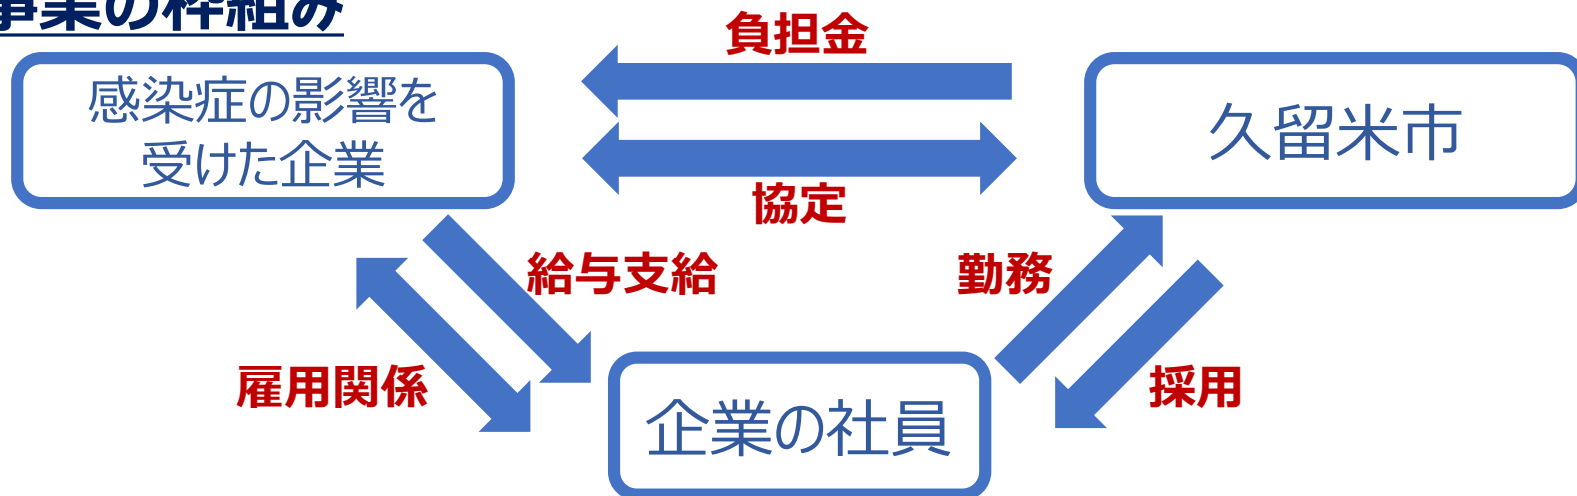 事業の枠組み
負担金
感染症の影響を
受けた企業
久留米市
協定
給与支給
勤務
雇用関係
採用
企業の社員